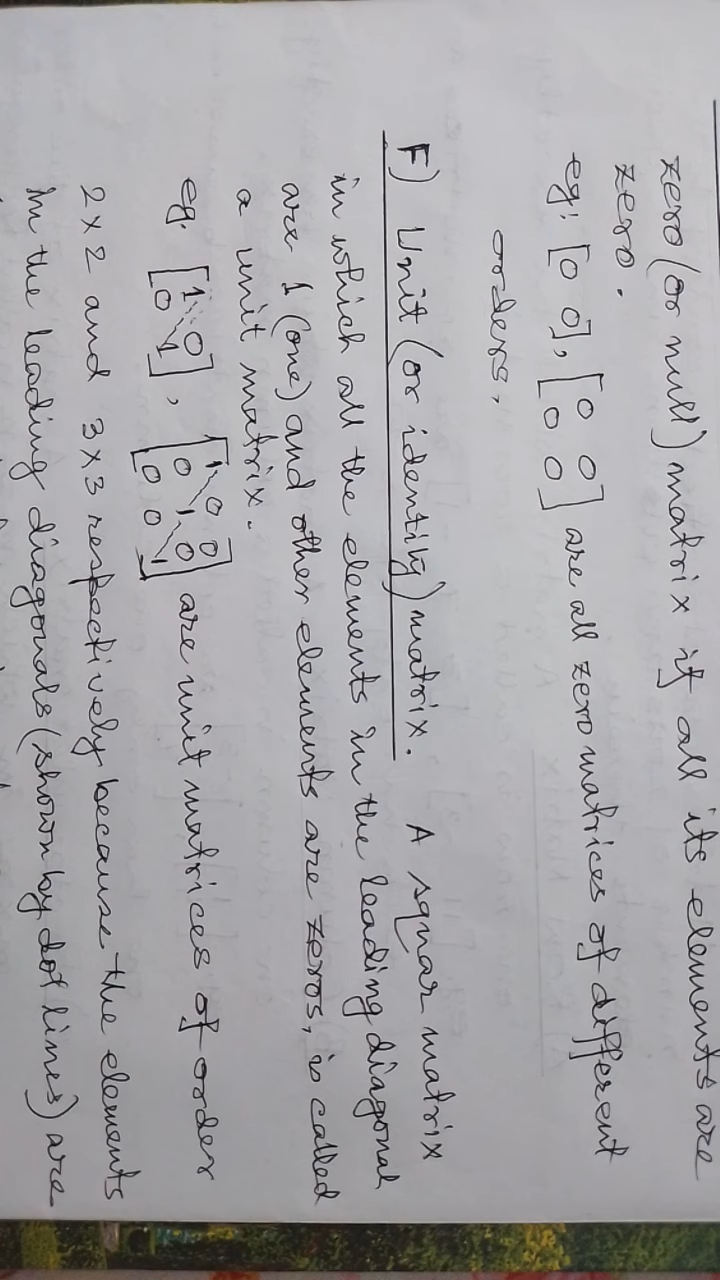 zero (or null) matrix if all its elements are
zero.
eg: [0 0], [0 0
0 0] are all zero matrices of different
orders.
F) Unit (or identity) matrix. A squar matrix
in which all the elements in the leading diagonal
are 1 (one) and other elements are zeros, is called
a unit matrix.
eg. [1 0
0 1], [1 0 0
0 1 0
0 0 1] are unit matrices of order
2 x 2 and 3 x 3 respectively because the elements
in the leading diagonals (shown by dot lines) are